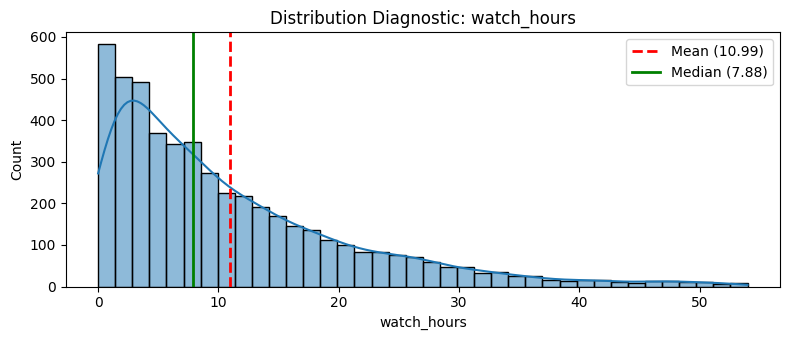 Distribution Diagnostic: watch_hours
Mean (10.99)
Median (7.88)
600
500
400
300
200
100
0
Count
0 10 20 30 40 50
watch_hours